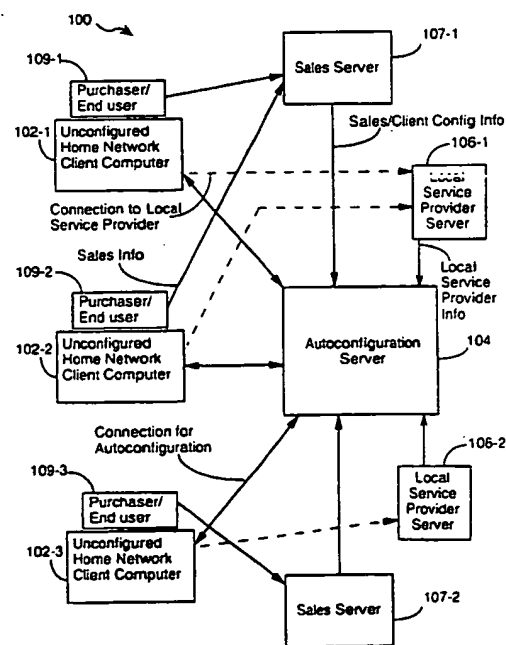 100
109-1
107-1
Sales Server
Purchaser/
End user
102-1
Unconfigured
Home Network
Client Computer
Sales/Client Config Info
106-1
Local
Service
Provider
Server
Connection to Local
Service Provider
Sales Info
109-2
Local
Service
Provider
Info
Purchaser/
End user
Autoconfiguration
Server
104
102-2
Unconfigured
Home Network
Client Computer
Connection for
Autoconfiguration
106-2
109-3
Local
Service
Provider
Server
Purchaser/
End user
102-3
Unconfigured
Home Network
Client Computer
107-2
Sales Server